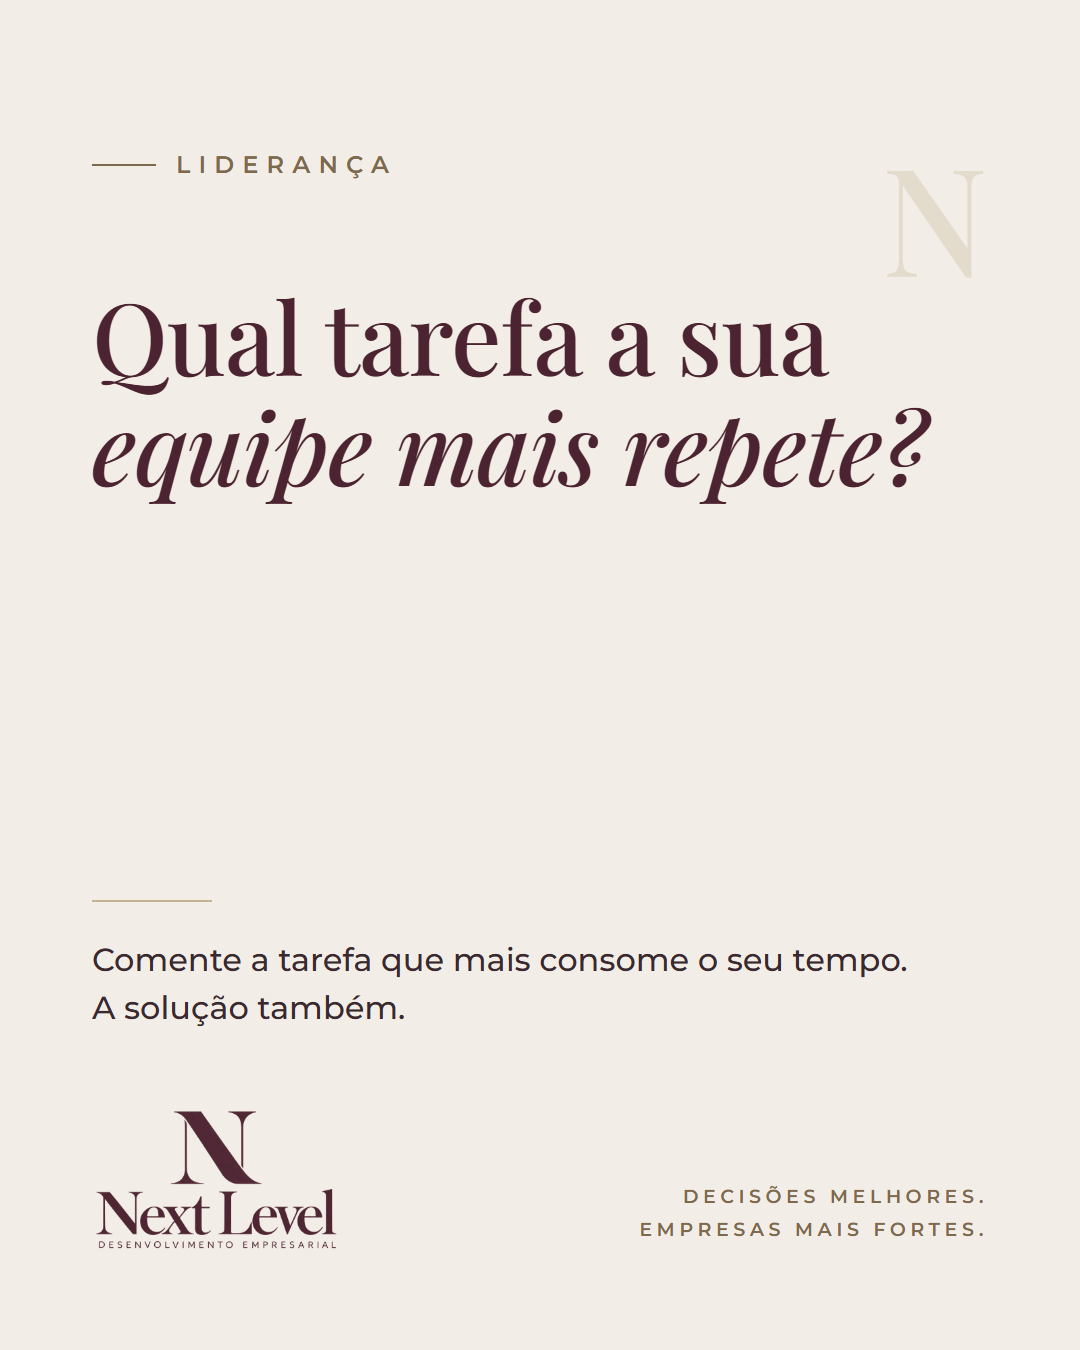 LIDERANÇA
N
Qual tarefa a sua
equipe mais repete?
Comente a tarefa que mais consome o seu tempo.
A solução também.
N
Next Level
DESENVOLVIMENTO EMPRESARIAL
DECISÕES MELHORES.
EMPRESAS MAIS FORTES.